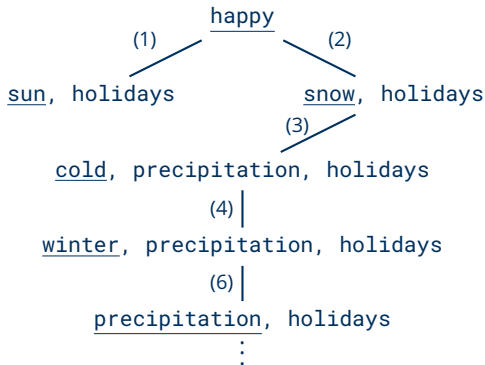 happy
(1) (2)
sun, holidays snow, holidays
(3)
cold, precipitation, holidays
(4)
winter, precipitation, holidays
(6)
precipitation, holidays